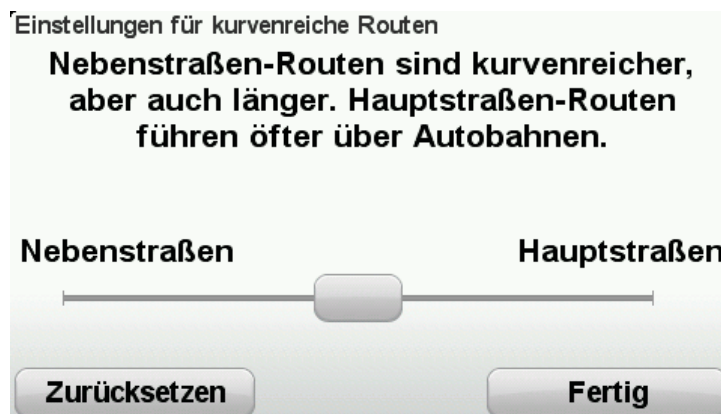 Einstellungen für kurvenreiche Routen
Nebenstraßen-Routen sind kurvenreicher,
aber auch länger. Hauptstraßen-Routen
führen öfter über Autobahnen.
Nebenstraßen Hauptstraßen
Zurücksetzen Fertig